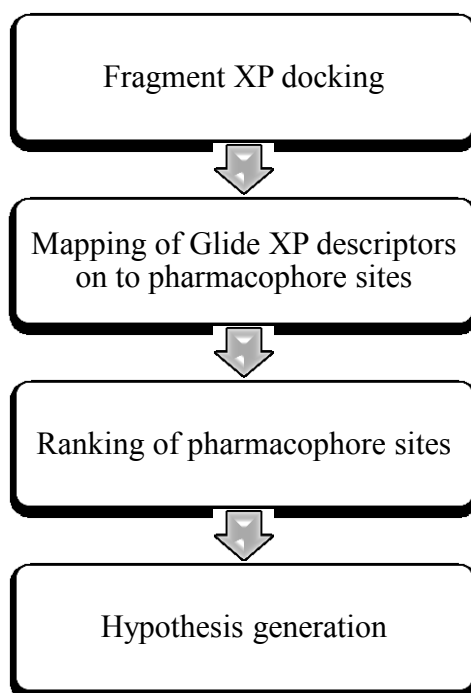 Fragment XP docking
Mapping of Glide XP descriptors
on to pharmacophore sites
Ranking of pharmacophore sites
Hypothesis generation